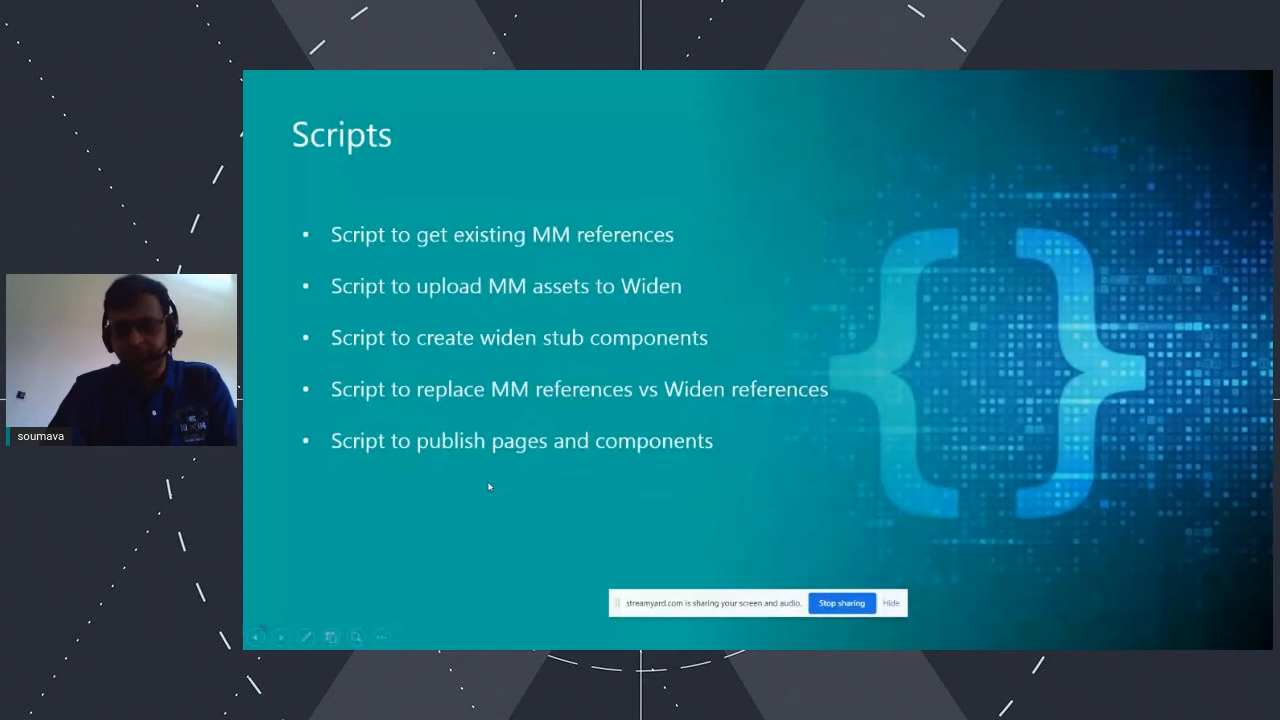 Scripts
• Script to get existing MM references
• Script to upload MM assets to Widen
• Script to create widen stub components
• Script to replace MM references vs Widen references
• Script to publish pages and components
soumava
streamyard.com is sharing your screen and audio. Stop sharing Hide